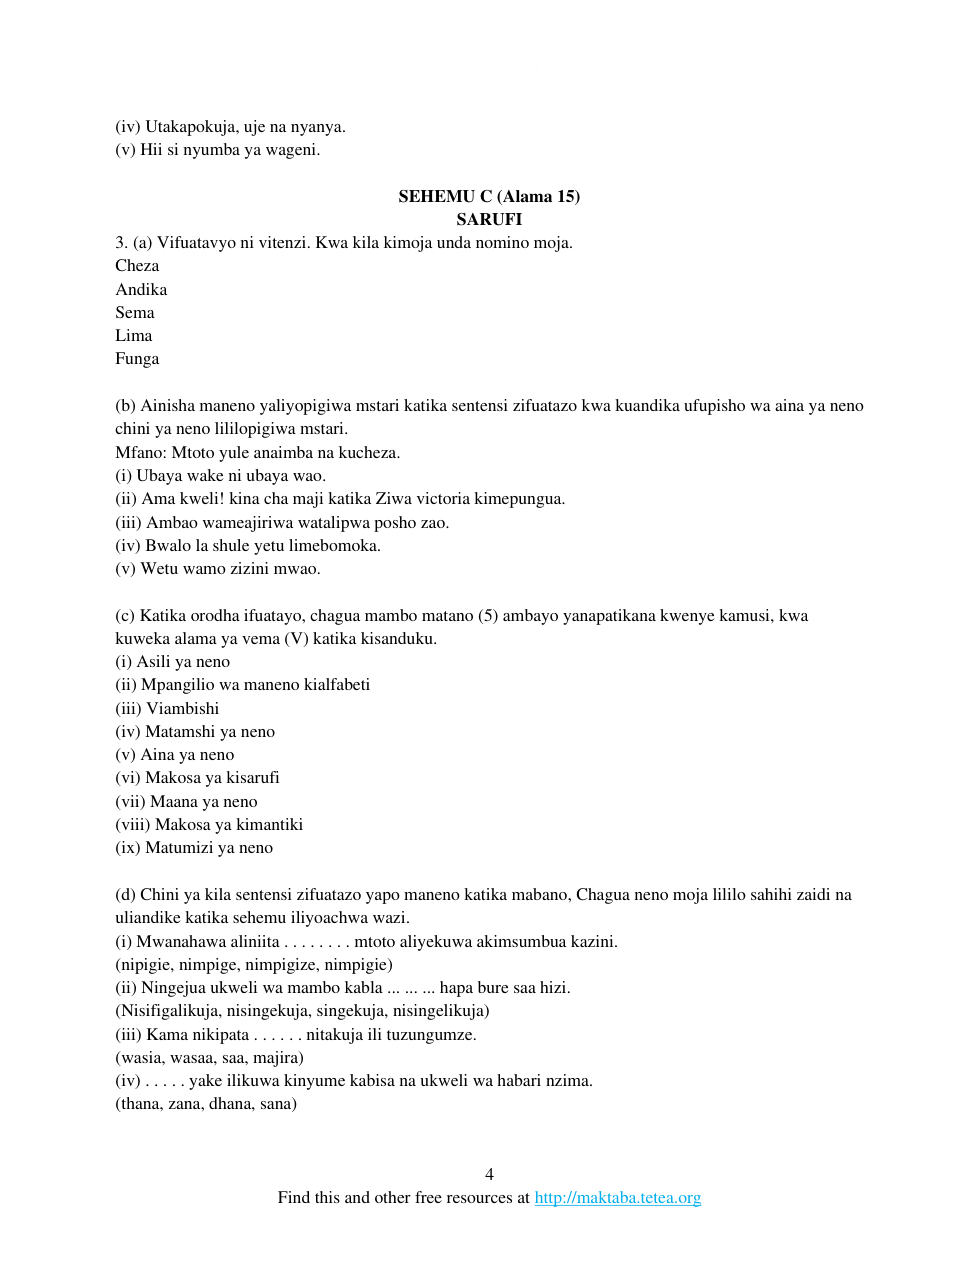 (iv) Utakapokuja, uje na nyanya.
(v) Hii si nyumba ya wageni.
SEHEMU C (Alama 15)
SARUFI
3. (a) Vifuatavyo ni vitenzi. Kwa kila kimoja unda nomino moja.
Cheza
Andika
Sema
Lima
Funga
(b) Ainisha maneno yaliyopigiwa mstari katika sentensi zifuatazo kwa kuandika ufupisho wa aina ya neno
chini ya neno lililopigiwa mstari.
Mfano: Mtoto yule anaimba na kucheza.
(i) Ubaya wake ni ubaya wao.
(ii) Ama kweli! kina cha maji katika Ziwa victoria kimepungua.
(iii) Ambao wameajiriwa watalipwa posho zao.
(iv) Bwalo la shule yetu limebomoka.
(v) Wetu wamo zizini mwao.
(c) Katika orodha ifuatayo, chagua mambo matano (5) ambayo yanapatikana kwenye kamusi, kwa
kuweka alama ya vema (V) katika kisanduku.
(i) Asili ya neno
(ii) Mpangilio wa maneno kialfabeti
(iii) Viambishi
(iv) Matamshi ya neno
(v) Aina ya neno
(vi) Makosa ya kisarufi
(vii) Maana ya neno
(viii) Makosa ya kimantiki
(ix) Matumizi ya neno
(d) Chini ya kila sentensi zifuatazo yapo maneno katika mabano, Chagua neno moja lililo sahihi zaidi na
uliandike katika sehemu iliyoachwa wazi.
(i) Mwanahawa aliniita . . . . . . . . mtoto aliyekuwa akimsumbua kazini.
(nipigie, nimpige, nimpigize, nimpigie)
(ii) Ningejua ukweli wa mambo kabla ... ... ... hapa bure saa hizi.
(Nisifigalikuja, nisingekuja, singekuja, nisingelikuja)
(iii) Kama nikipata . . . . . . nitakuja ili tuzungumze.
(wasia, wasaa, saa, majira)
(iv) . . . . . yake ilikuwa kinyume kabisa na ukweli wa habari nzima.
(thana, zana, dhana, sana)
4
Find this and other free resources at http://maktaba.tetea.org